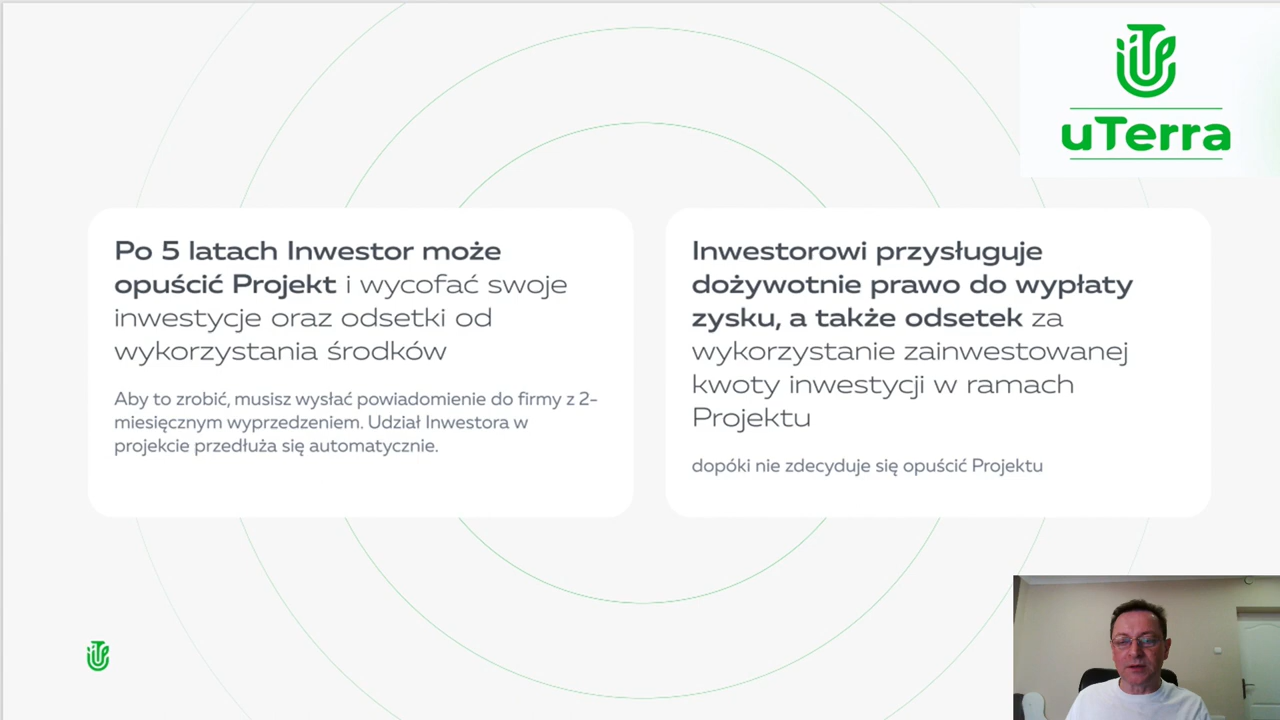 uTerra
Po 5 latach Inwestor może
opuścić Projekt i wycofać swoje
inwestycje oraz odsetki od
wykorzystania środków
Aby to zrobić, musisz wysłać powiadomienie do firmy z 2-
miesięcznym wyprzedzeniem. Udział Inwestora w
projekcie przedłuża się automatycznie.
Inwestorowi przysługuje
dożywotnie prawo do wypłaty
zysku, a także odsetek za
wykorzystanie zainwestowanej
kwoty inwestycji w ramach
Projektu
dopóki nie zdecyduje się opuścić Projektu